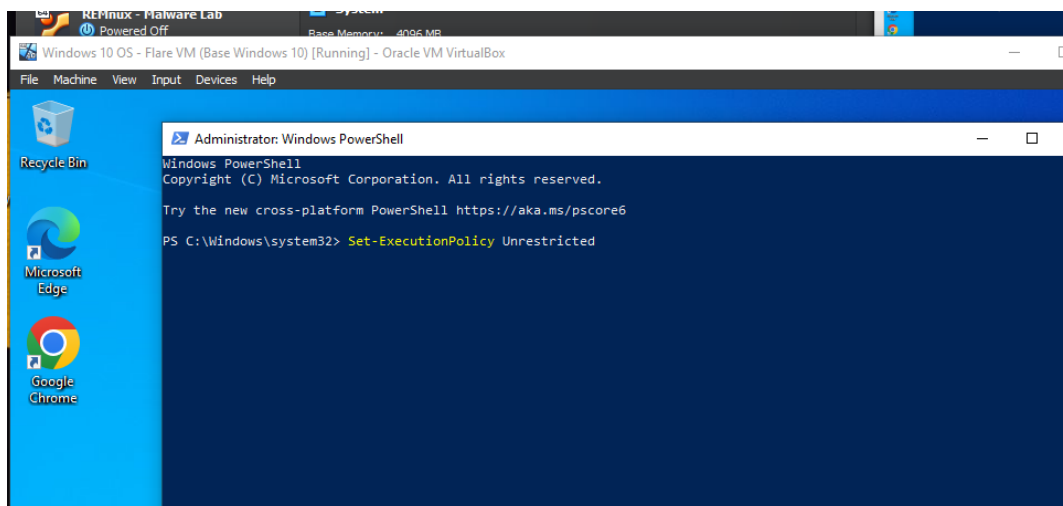 REMnux - Malware Lab
Powered Off
System
Base Memory: 4096 MB
Windows 10 OS - Flare VM (Base Windows 10) [Running] - Oracle VM VirtualBox
File Machine View Input Devices Help
Recycle Bin
Administrator: Windows PowerShell
Windows PowerShell
Copyright (C) Microsoft Corporation. All rights reserved.
Try the new cross-platform PowerShell https://aka.ms/pscore6
PS C:\Windows\system32> Set-ExecutionPolicy Unrestricted
Microsoft
Edge
Google
Chrome